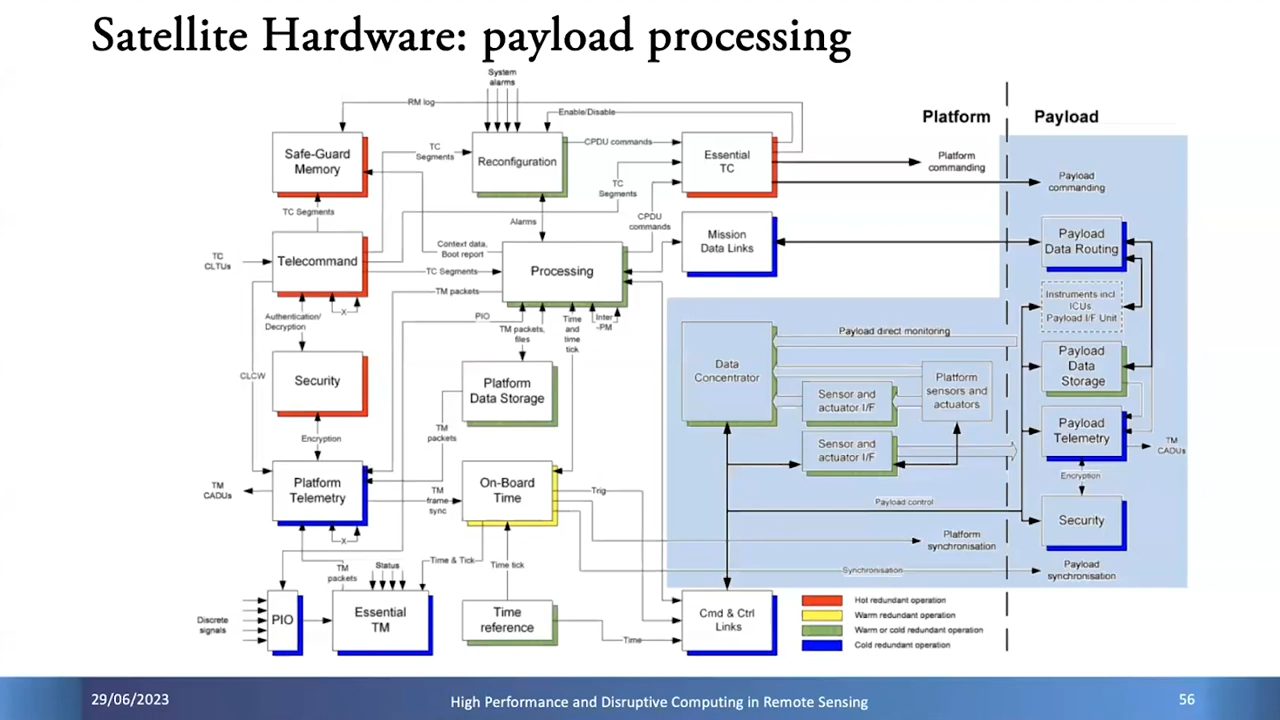 Satellite Hardware: payload processing
System
alarms
RM log
Enable/Disable
Platform
Payload
Safe-Guard
Memory
TC
Segments
Reconfiguration
CPDU commands
Essential
TC
Platform
commanding
TC
Segments
Payload
commanding
TC Segments
Alarms
CPDU
commands
Mission
Data Links
Payload
Data Routing
TC
CLTUs
Telecommand
Context data,
Boot report
TC Segments
Processing
TM packets
Instruments incl.
ICUs
Payload I/F Unit
Authentication/
Decryption
X
PIO
TM packets,
files
Time
and
time
tick
Inter
-PM
Payload direct monitoring
CLCW
Security
Platform
Data Storage
Data
Concentrator
Sensor and
actuator I/F
Platform
sensors and
actuators
Payload
Data
Storage
Encryption
TM
packets
Sensor and
actuator I/F
Payload
Telemetry
TM
CADUs
Encryption
TM
CADUs
Platform
Telemetry
TM
frame
sync
On-Board
Time
Trig
Payload control
Security
X
Platform
synchronisation
TM
packets
Status
Time & Tick
Time tick
Synchronisation
Payload
synchronisation
Discrete
signals
PIO
Essential
TM
Time
reference
Time
Cmd & Ctrl
Links
Hot redundant operation
Warm redundant operation
Warm or cold redundant operation
Cold redundant operation
29/06/2023
High Performance and Disruptive Computing in Remote Sensing
56